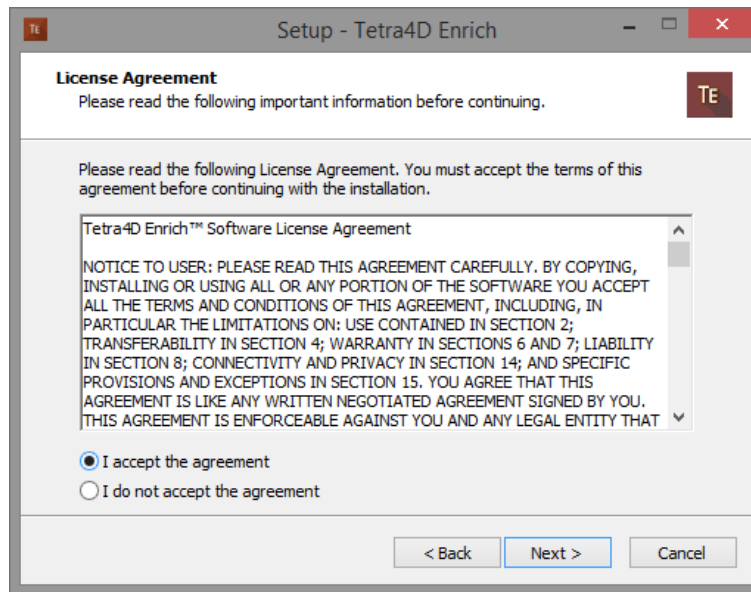 TE
Setup - Tetra4D Enrich
License Agreement
Please read the following important information before continuing.
TE
Please read the following License Agreement. You must accept the terms of this
agreement before continuing with the installation.
Tetra4D Enrich™ Software License Agreement
NOTICE TO USER: PLEASE READ THIS AGREEMENT CAREFULLY. BY COPYING,
INSTALLING OR USING ALL OR ANY PORTION OF THE SOFTWARE YOU ACCEPT
ALL THE TERMS AND CONDITIONS OF THIS AGREEMENT, INCLUDING, IN
PARTICULAR THE LIMITATIONS ON: USE CONTAINED IN SECTION 2;
TRANSFERABILITY IN SECTION 4; WARRANTY IN SECTIONS 6 AND 7; LIABILITY
IN SECTION 8; CONNECTIVITY AND PRIVACY IN SECTION 14; AND SPECIFIC
PROVISIONS AND EXCEPTIONS IN SECTION 15. YOU AGREE THAT THIS
AGREEMENT IS LIKE ANY WRITTEN NEGOTIATED AGREEMENT SIGNED BY YOU.
THIS AGREEMENT IS ENFORCEABLE AGAINST YOU AND ANY LEGAL ENTITY THAT
I accept the agreement
I do not accept the agreement
< Back Next > Cancel